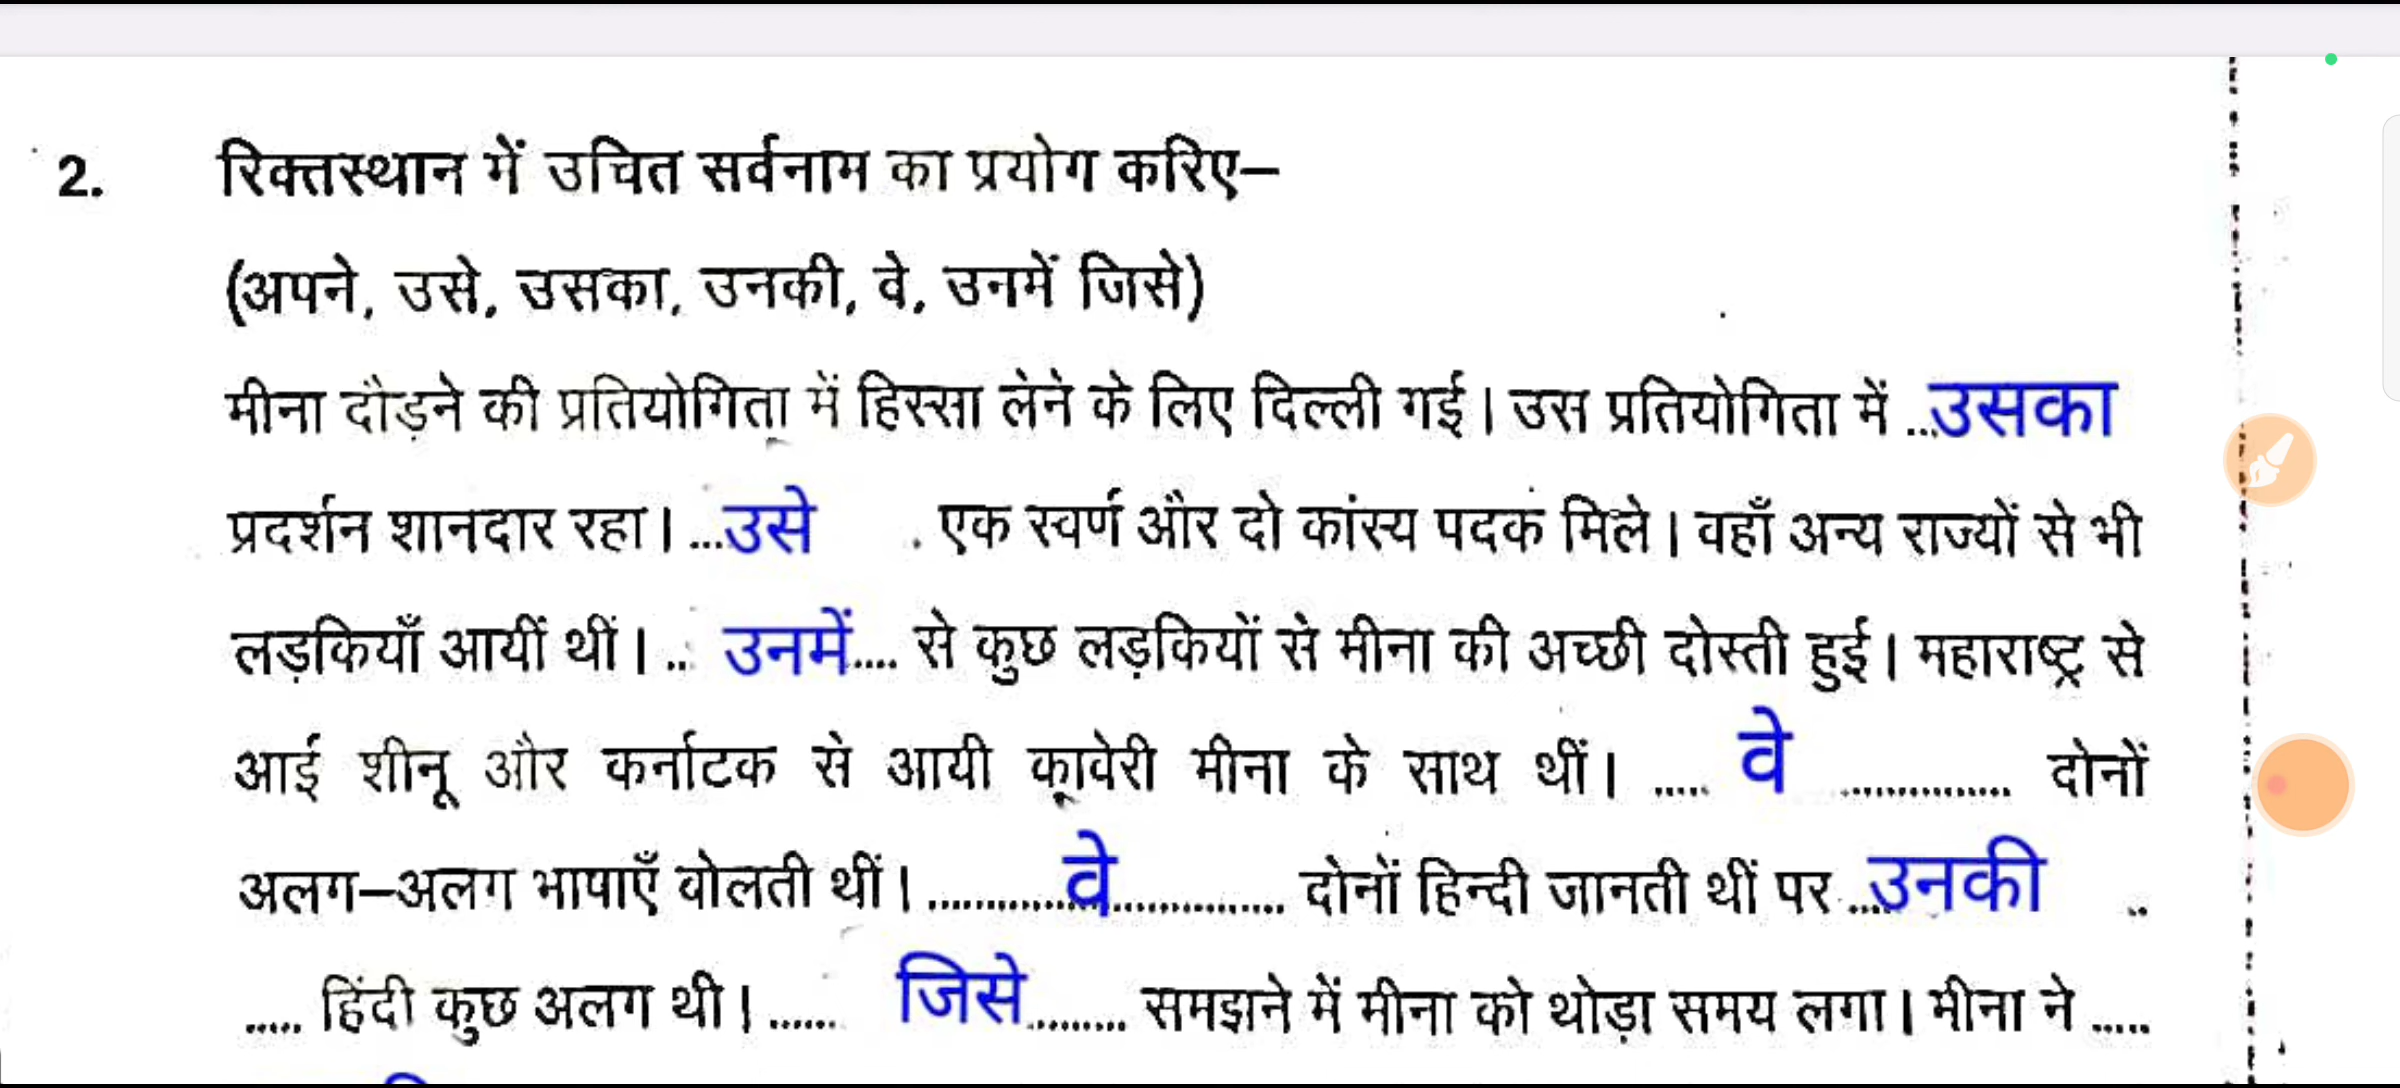 2. रिक्तस्थान में उचित सर्वनाम का प्रयोग करिए–
(अपने, उसे, उसका, उनकी, वे, उनमें जिसे)
मीना दौड़ने की प्रतियोगिता में हिस्सा लेने के लिए दिल्ली गई। उस प्रतियोगिता में ...उसका
प्रदर्शन शानदार रहा। ...उसे . एक स्वर्ण और दो कांस्य पदक मिले। वहाँ अन्य राज्यों से भी
लड़कियाँ आयीं थीं। .. उनमें.... से कुछ लड़कियों से मीना की अच्छी दोस्ती हुई। महाराष्ट्र से
आई शीनू और कर्नाटक से आयी कावेरी मीना के साथ थीं। ..... वे ............... दोनों
अलग–अलग भाषाएँ बोलती थीं। ............वे............... दोनों हिन्दी जानती थीं पर ....उनकी ..
..... हिंदी कुछ अलग थी। ...... जिसे......... समझने में मीना को थोड़ा समय लगा। मीना ने .....